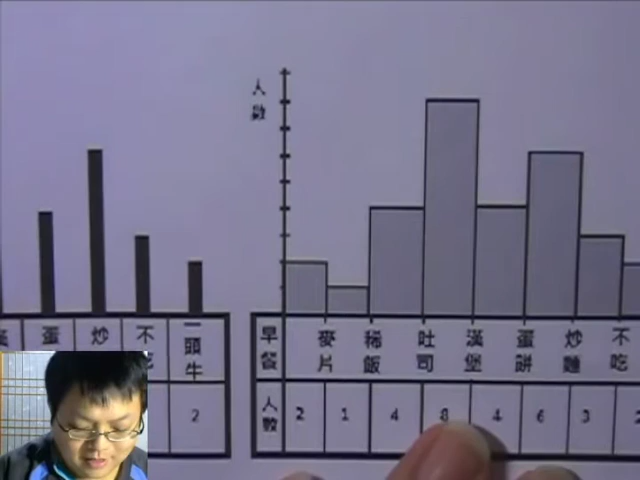 人數
蛋 炒 不 一頭牛
2
早餐 麥片 稀飯 吐司 漢堡 蛋餅 炒麵 不吃
人數 2 1 4 8 4 6 3 2